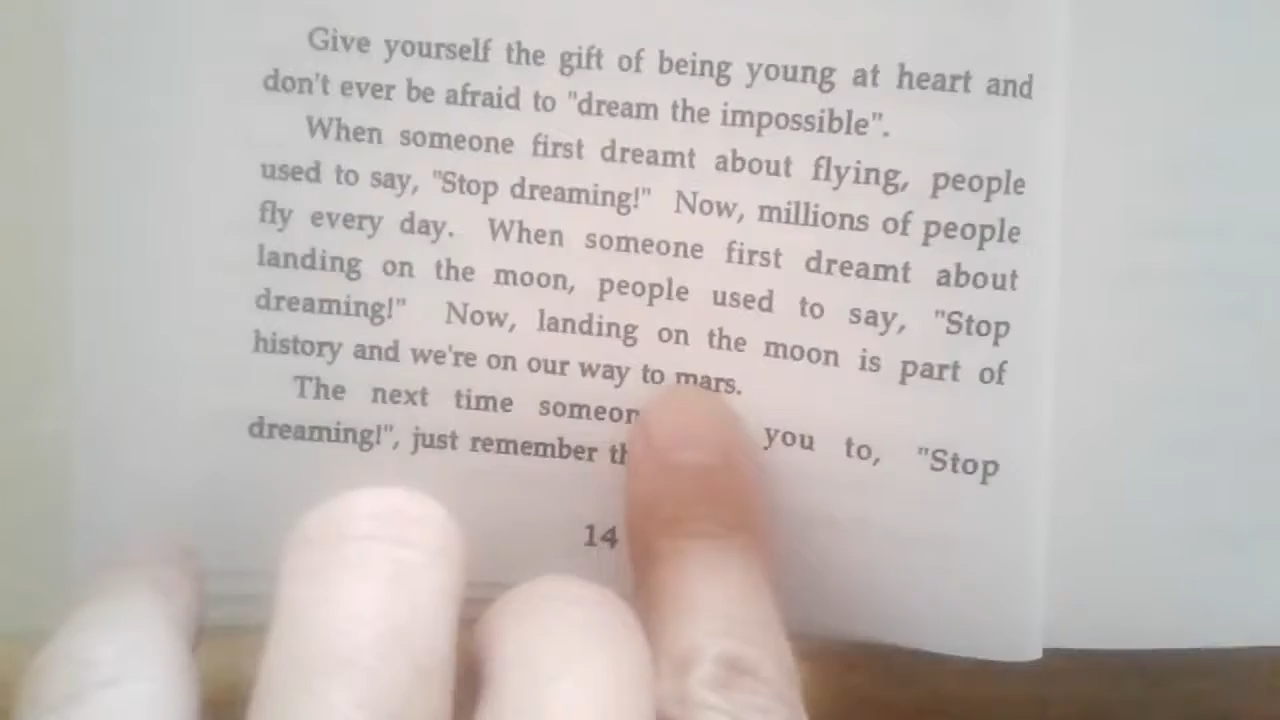 Give yourself the gift of being young at heart and
don't ever be afraid to "dream the impossible".
When someone first dreamt about flying, people
used to say, "Stop dreaming!" Now, millions of people
fly every day. When someone first dreamt about
landing on the moon, people used to say, "Stop
dreaming!" Now, landing on the moon is part of
history and we're on our way to mars.
The next time you to, "Stop
dreaming!", just remember
14